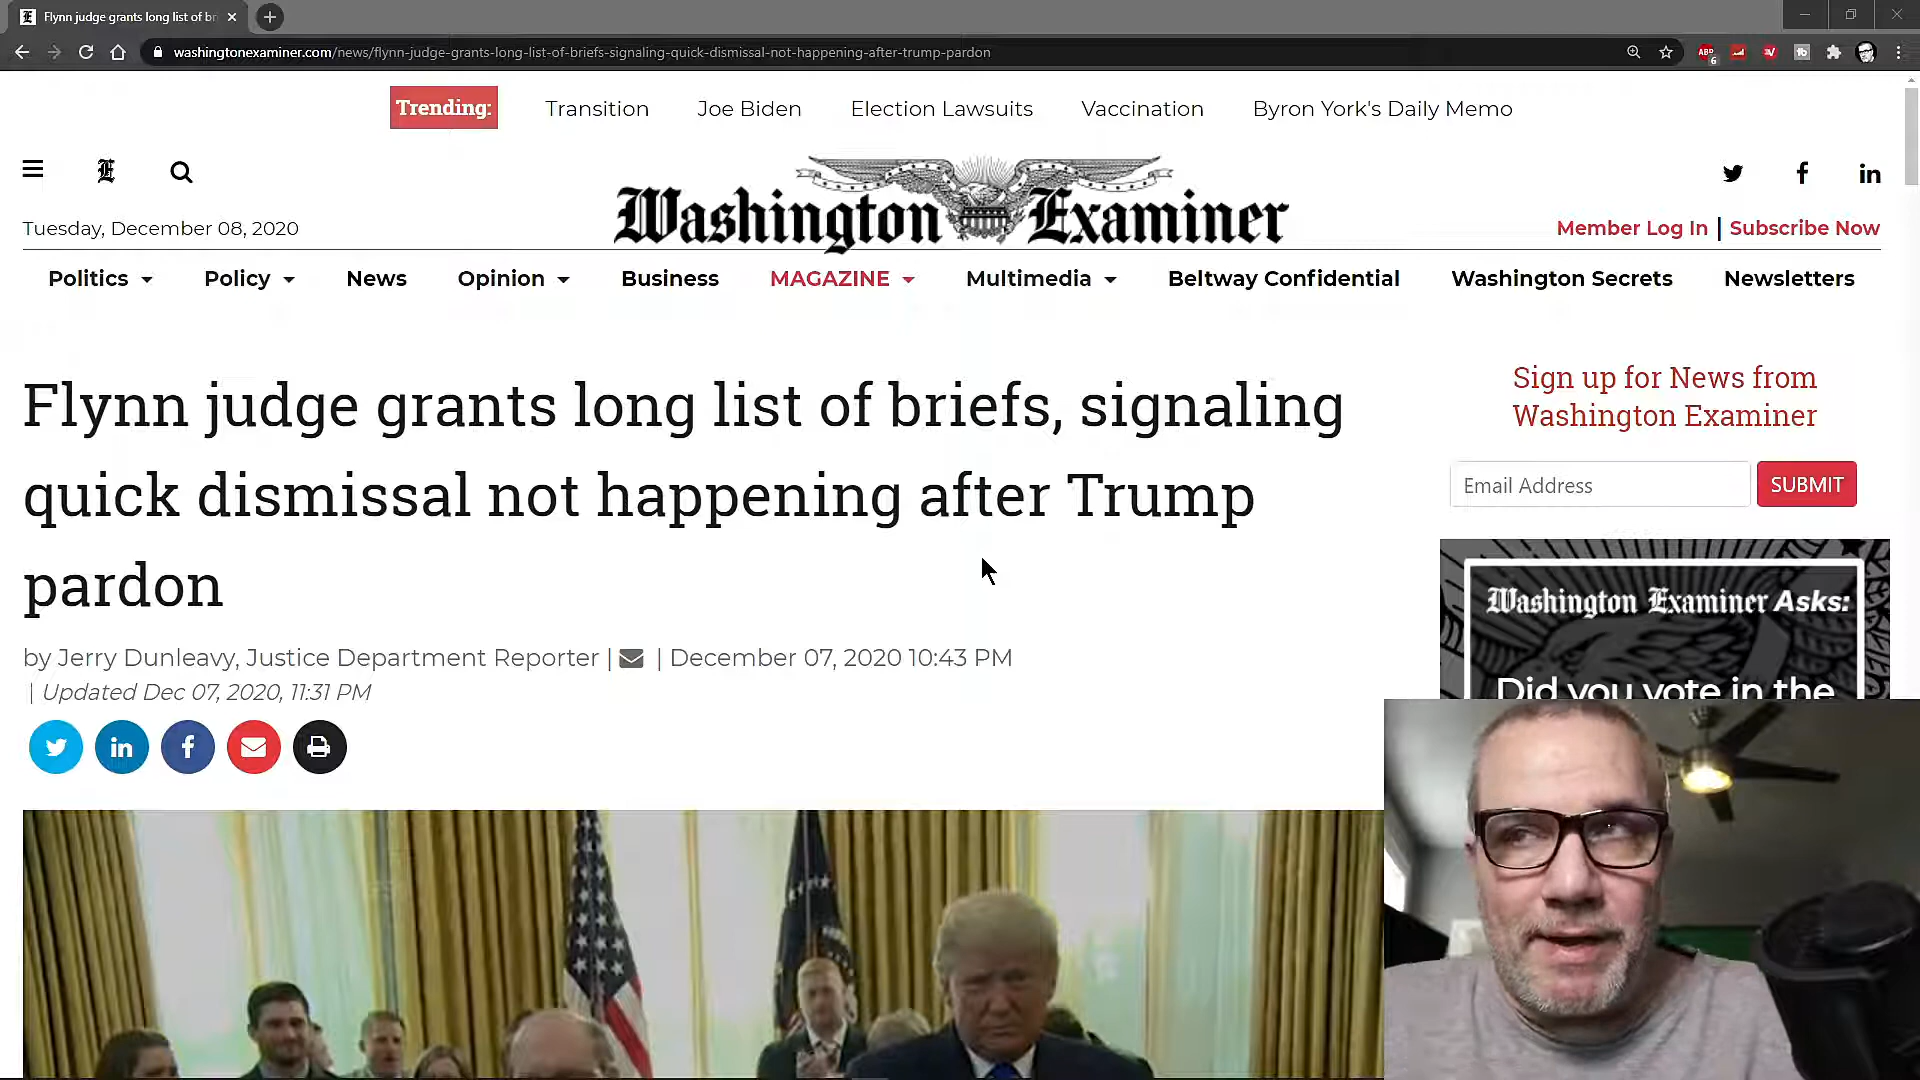 Flynn judge grants long list of br
washingtonexaminer.com/news/flynn-judge-grants-long-list-of-briefs-signaling-quick-dismissal-not-happening-after-trump-pardon
ABP
6
Trending:
Transition
Joe Biden
Election Lawsuits
Vaccination
Byron York's Daily Memo
Washington Examiner
Tuesday, December 08, 2020
Member Log In | Subscribe Now
Politics
Policy
News
Opinion
Business
MAGAZINE
Multimedia
Beltway Confidential
Washington Secrets
Newsletters
Flynn judge grants long list of briefs, signaling
quick dismissal not happening after Trump
pardon
by Jerry Dunleavy, Justice Department Reporter | | December 07, 2020 10:43 PM
| Updated Dec 07, 2020, 11:31 PM
Sign up for News from
Washington Examiner
Email Address
SUBMIT
Washington Examiner Asks:
Did you vote in the